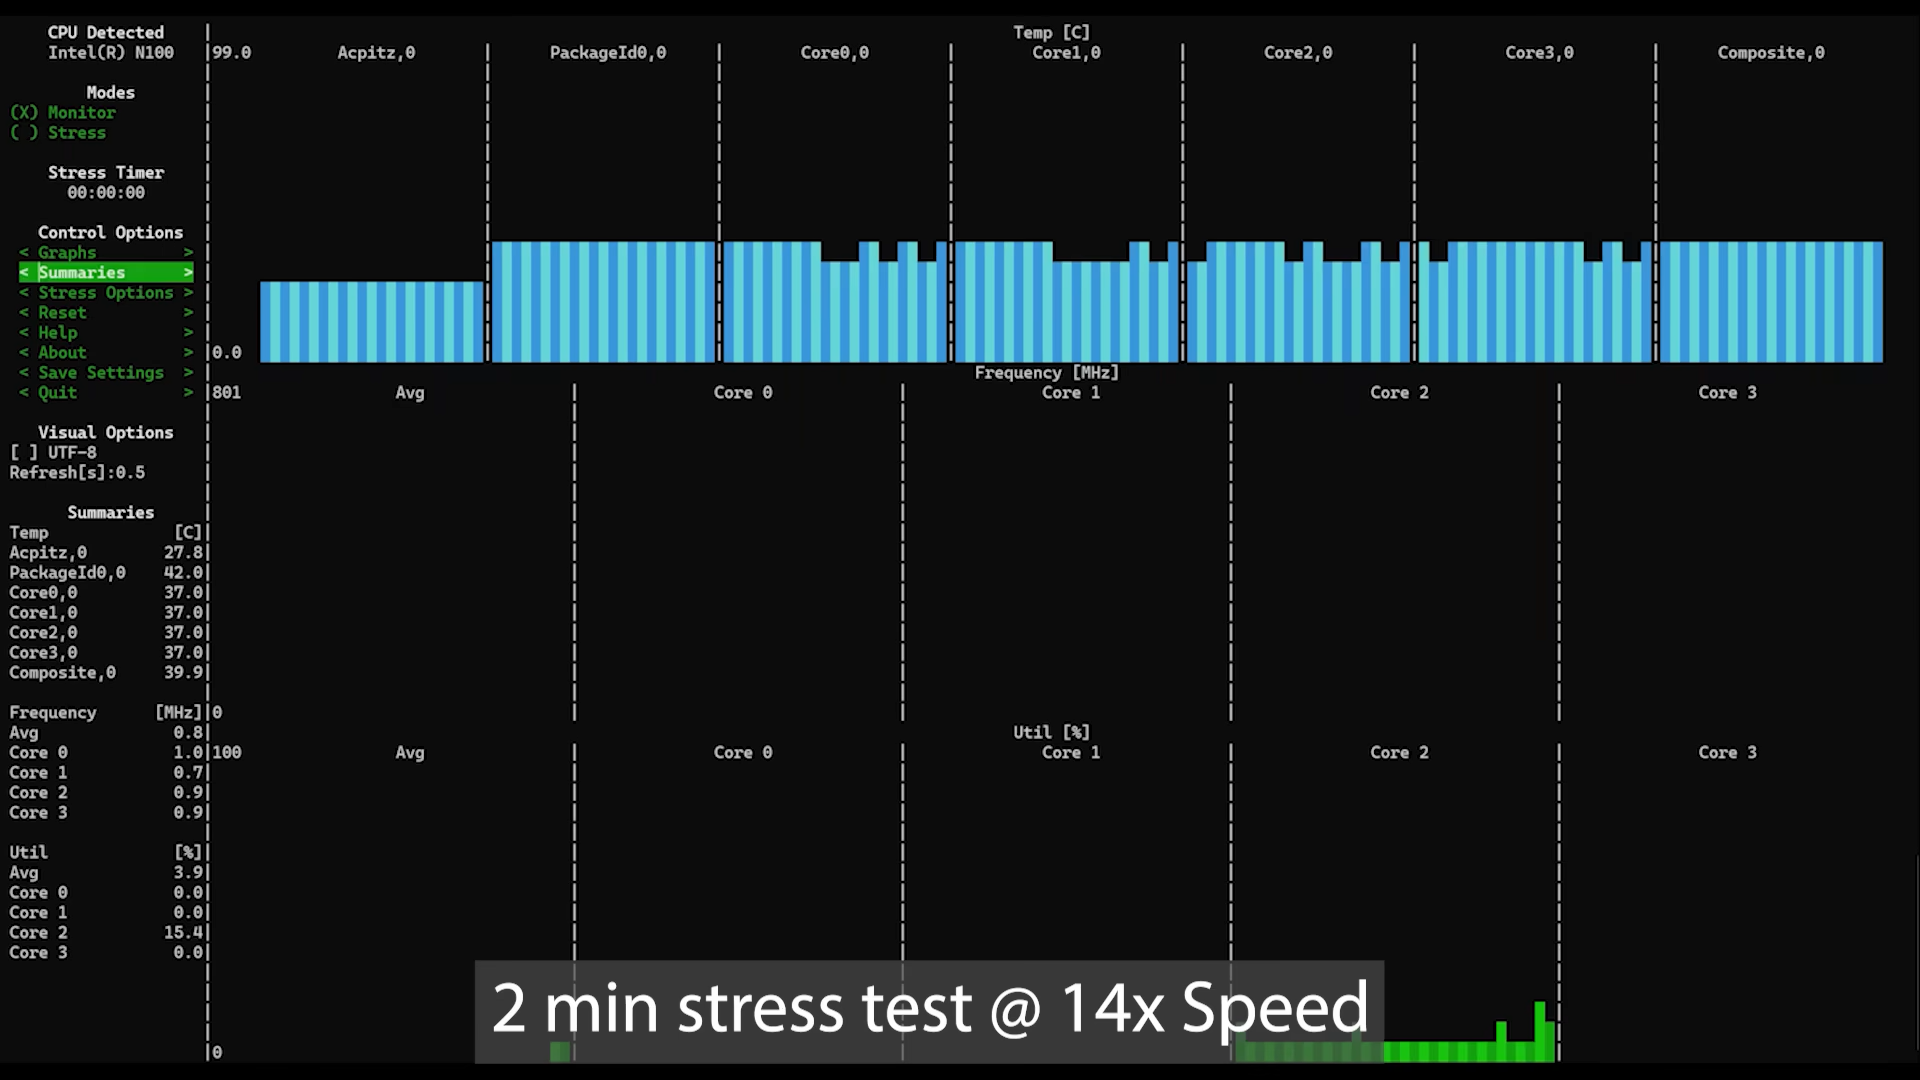 CPU Detected
Intel(R) N100
Modes
(X) Monitor
( ) Stress
Stress Timer
00:00:00
Control Options
< Graphs >
< Summaries >
< Stress Options >
< Reset >
< Help >
< About >
< Save Settings >
< Quit >
Visual Options
[ ] UTF-8
Refresh[s]:0.5
Summaries
Temp [C]
Acpitz,0 27.8
PackageId0,0 42.0
Core0,0 37.0
Core1,0 37.0
Core2,0 37.0
Core3,0 37.0
Composite,0 39.9
Frequency [MHz]
Avg 0.8
Core 0 1.0
Core 1 0.7
Core 2 0.9
Core 3 0.9
Util [%]
Avg 3.9
Core 0 0.0
Core 1 0.0
Core 2 15.4
Core 3 0.0
Temp [C]
99.0 Acpitz,0 PackageId0,0 Core0,0 Core1,0 Core2,0 Core3,0 Composite,0
0.0
Frequency [MHz]
801 Avg Core 0 Core 1 Core 2 Core 3
0
Util [%]
100 Avg Core 0 Core 1 Core 2 Core 3
0
2 min stress test @ 14x Speed